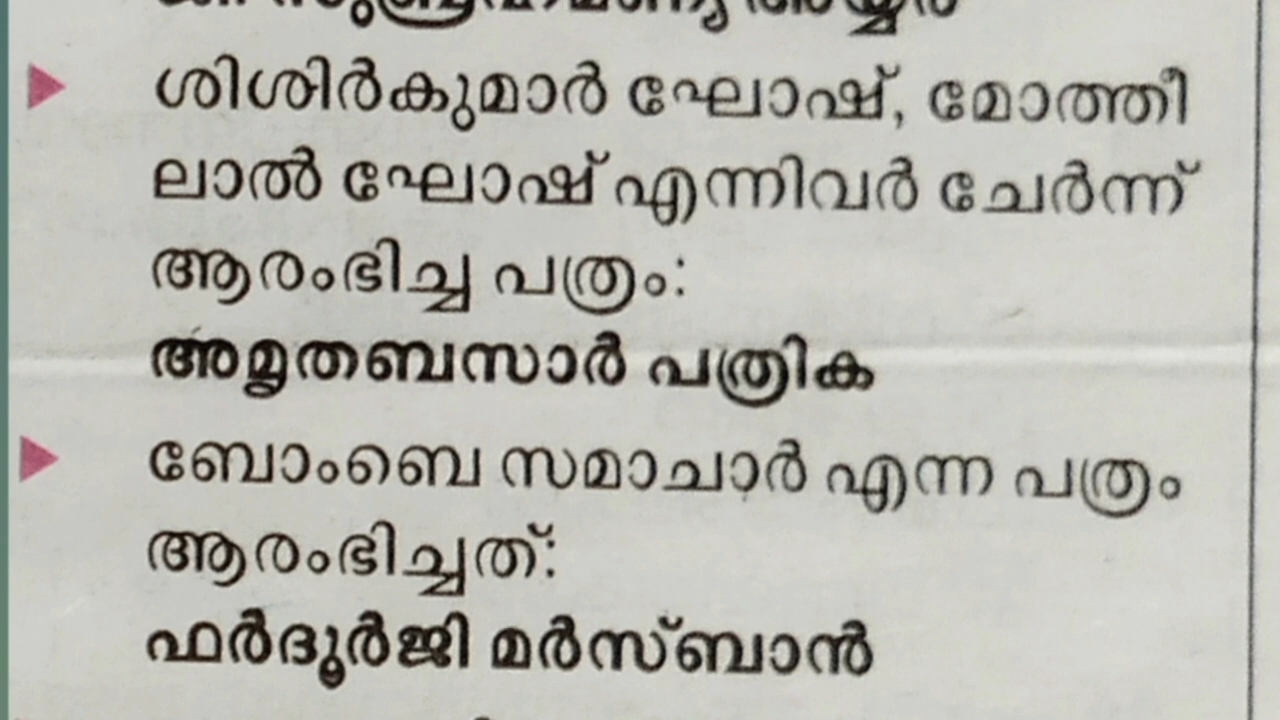 ശിശിർകുമാർ ഘോഷ്, മോത്തീ
ലാൽ ഘോഷ് എന്നിവർ ചേർന്ന്
ആരംഭിച്ച പത്രം:
അമൃതബസാർ പത്രിക
ബോംബെ സമാചാർ എന്ന പത്രം
ആരംഭിച്ചത്:
ഫർദൂർജി മർസ്ബാൻ